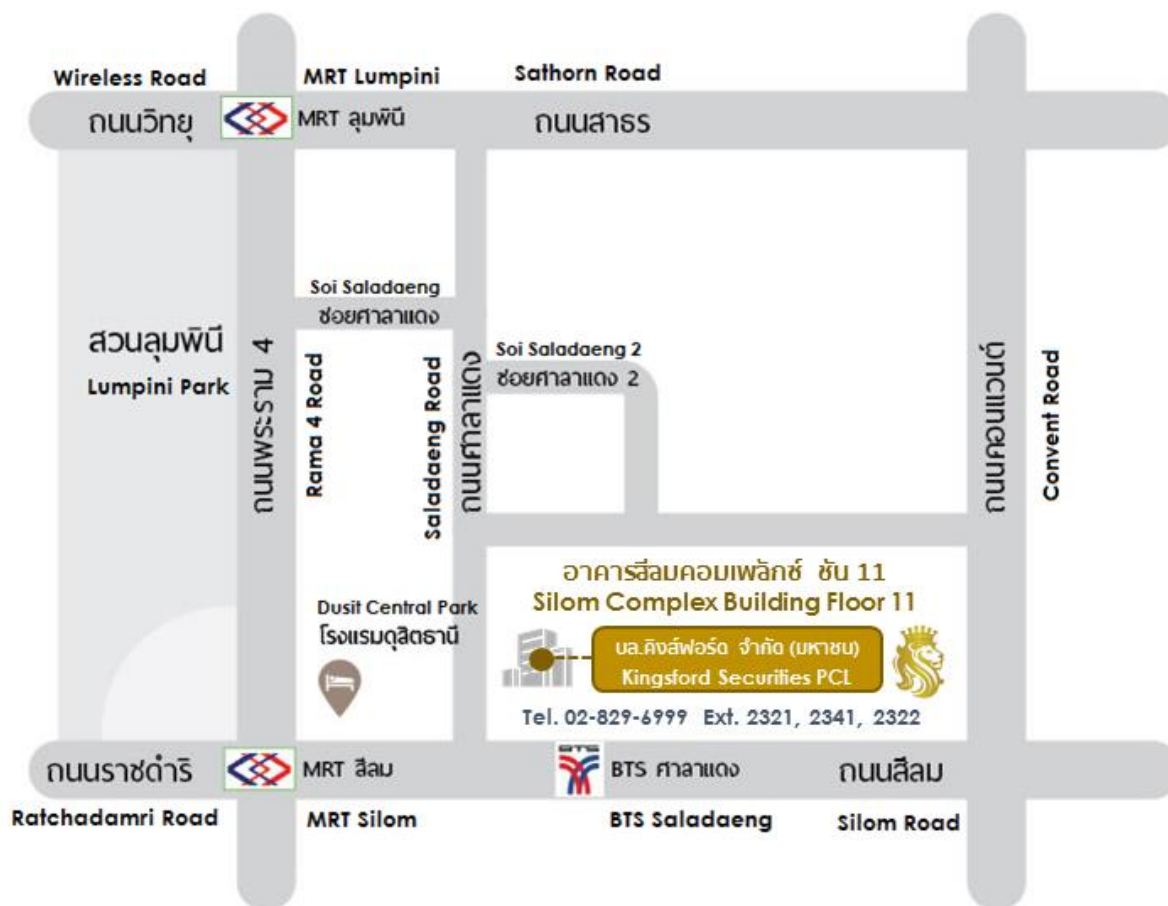 Wireless Road
MRT Lumpini
Sathorn Road
ถนนวิทยุ
MRT ลุมพินี
ถนนสาธร
Soi Saladaeng
ซ่อยศาลาแดง
สวนลุมพินี
Lumpini Park
ถนนพระราม 4
Rama 4 Road
Saladaeng Road
ถนนศาลาแดง
Soi Saladaeng 2
ซ่อยศาลาแดง 2
ถนนคอนแวนต์
Convent Road
Dusit Central Park
โรงแรมดุสิตธานี
อาคารสีลมคอมเพล็กซ์ ชั้น 11
Silom Complex Building Floor 11
บล.คิงส์ฟอร์ด จำกัด (มหาชน)
Kingsford Securities PCL
Tel. 02-829-6999 Ext. 2321, 2341, 2322
ถนนราชดำริ
MRT สีลม
BTS
BTS ศาลาแดง
ถนนสีลม
Ratchadamri Road
MRT Silom
BTS Saladaeng
Silom Road